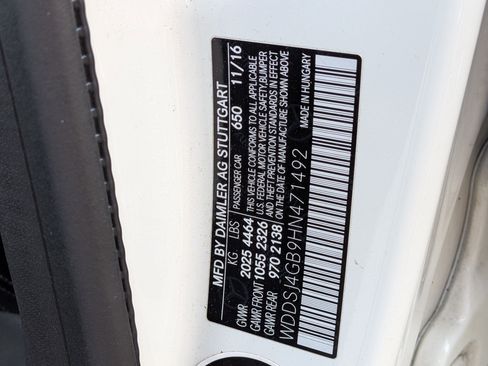 MFD BY DAIMLER AG STUTTGART
PASSENGER CAR 650 11/16
KG LBS THIS VEHICLE CONFORMS TO ALL APPLICABLE
GVWR 2025 4464 U.S. FEDERAL MOTOR VEHICLE SAFETY, BUMPER
GAWR FRONT 1055 2326 AND THEFT PREVENTION STANDARDS IN EFFECT
GAWR REAR 970 2138 ON THE DATE OF MANUFACTURE SHOWN ABOVE.
WDDSJ4GB9HN471492 MADE IN HUNGARY